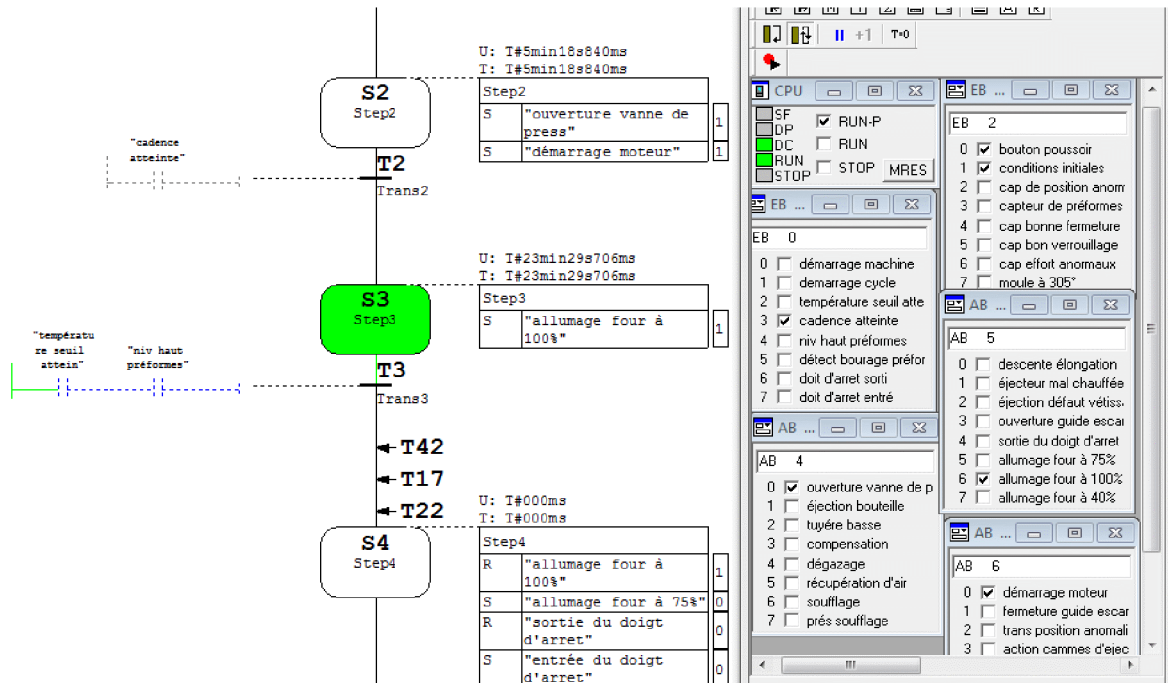 U: T#5min18s840ms
T: T#5min18s840ms
S2
Step2
Step2
S "ouverture vanne de press" 1
S "démarrage moteur" 1
"cadence
atteinte"
T2
Trans2
U: T#23min29s706ms
T: T#23min29s706ms
S3
Step3
Step3
S "allumage four à 100%" 1
"températu
re seuil
attein"
"niv haut
préformes"
T3
Trans3
T42
T17
T22
U: T#000ms
T: T#000ms
S4
Step4
Step4
R "allumage four à 100%" 1
S "allumage four à 75%" 0
R "sortie du doigt d'arret" 0
S "entrée du doigt d'arret" 0
+1 T=0
CPU
SF
DP
DC
RUN
STOP
RUN-P
RUN
STOP MRES
EB ...
EB 0
0 démarrage machine
1 demarrage cycle
2 température seuil atte
3 cadence atteinte
4 niv haut préformes
5 détect bourage préfor
6 doit d'arret sorti
7 doit d'arret entré
AB ...
AB 4
0 ouverture vanne de p
1 éjection bouteille
2 tuyére basse
3 compensation
4 dégazage
5 récupération d'air
6 soufflage
7 prés soufflage
EB ...
EB 2
0 bouton poussoir
1 conditions initiales
2 cap de position anorm
3 capteur de préformes
4 cap bonne fermeture
5 cap bon verrouillage
6 cap effort anormaux
7 moule à 305°
AB ...
AB 5
0 descente élongation
1 éjecteur mal chauffée
2 éjection défaut vétiss.
3 ouverture guide escar
4 sortie du doigt d'arret
5 allumage four à 75%
6 allumage four à 100%
7 allumage four à 40%
AB ...
AB 6
0 démarrage moteur
1 fermeture guide escar
2 trans position anomali
3 action cammes d'ejec